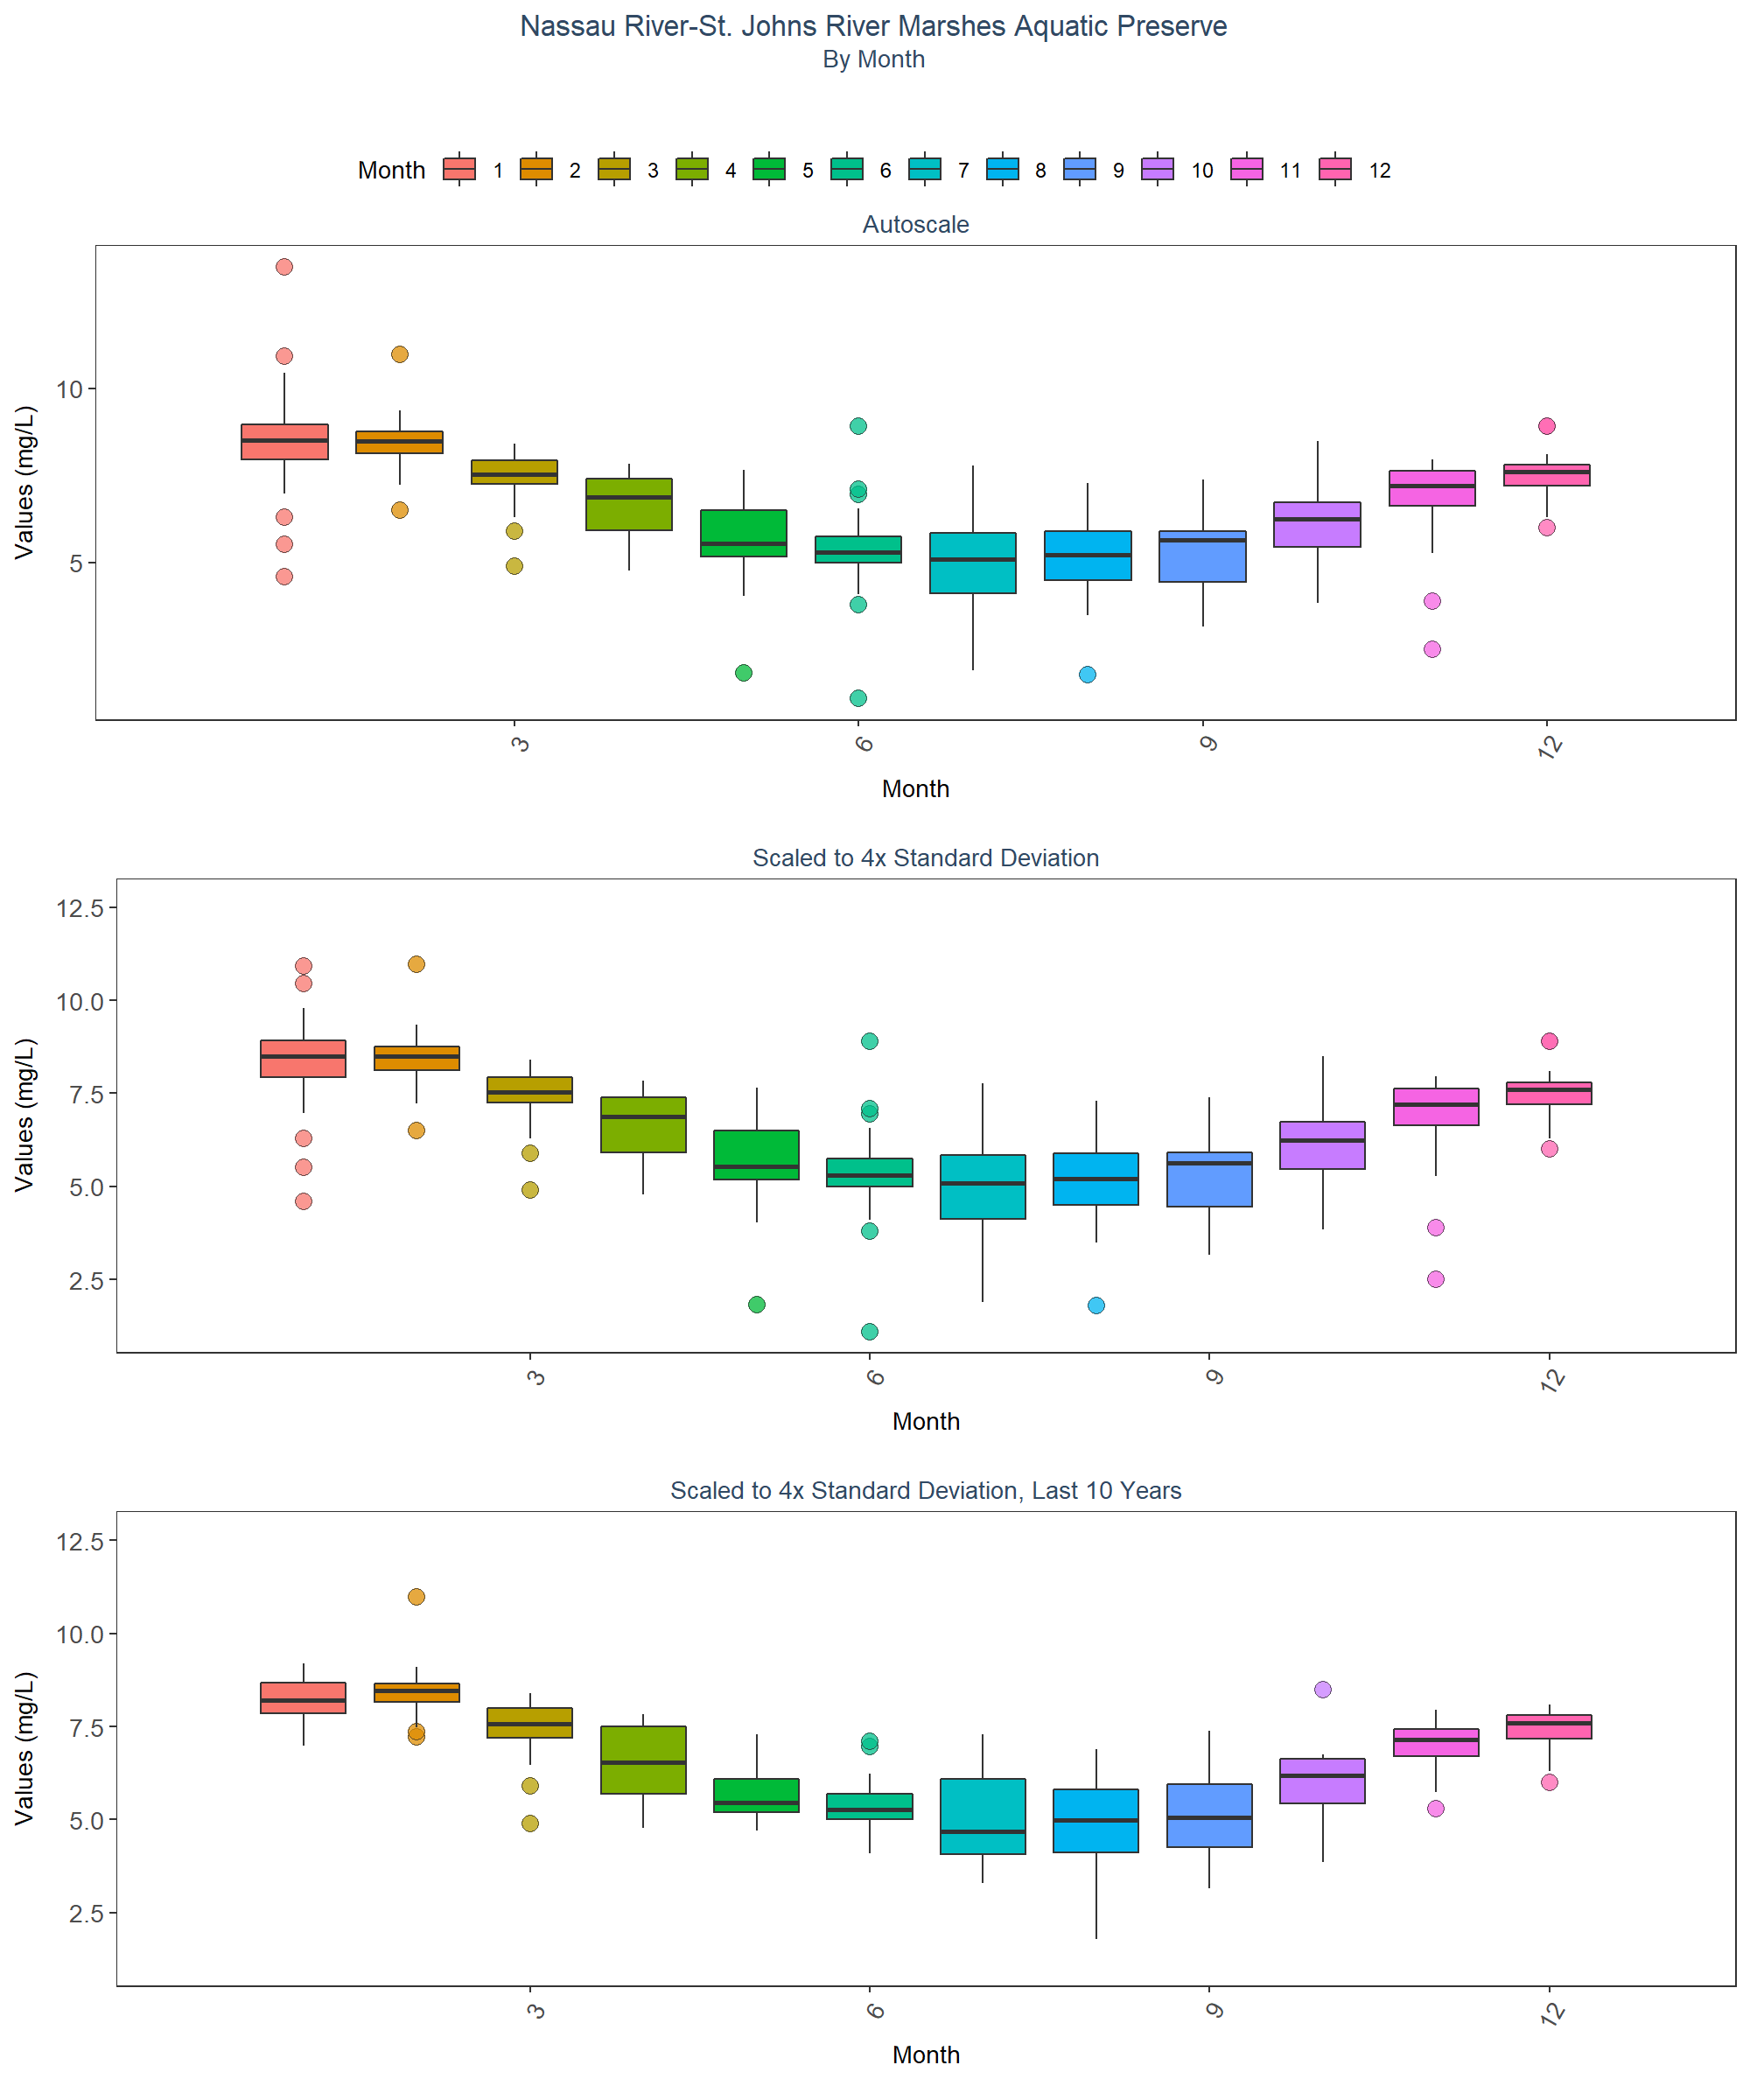 Nassau River-St. Johns River Marshes Aquatic Preserve
By Month
Month 1 2 3 4 5 6 7 8 9 10 11 12
Autoscale
Values (mg/L)
10
5
3 6 9 12
Month
Scaled to 4x Standard Deviation
Values (mg/L)
12.5
10.0
7.5
5.0
2.5
3 6 9 12
Month
Scaled to 4x Standard Deviation, Last 10 Years
Values (mg/L)
12.5
10.0
7.5
5.0
2.5
3 6 9 12
Month